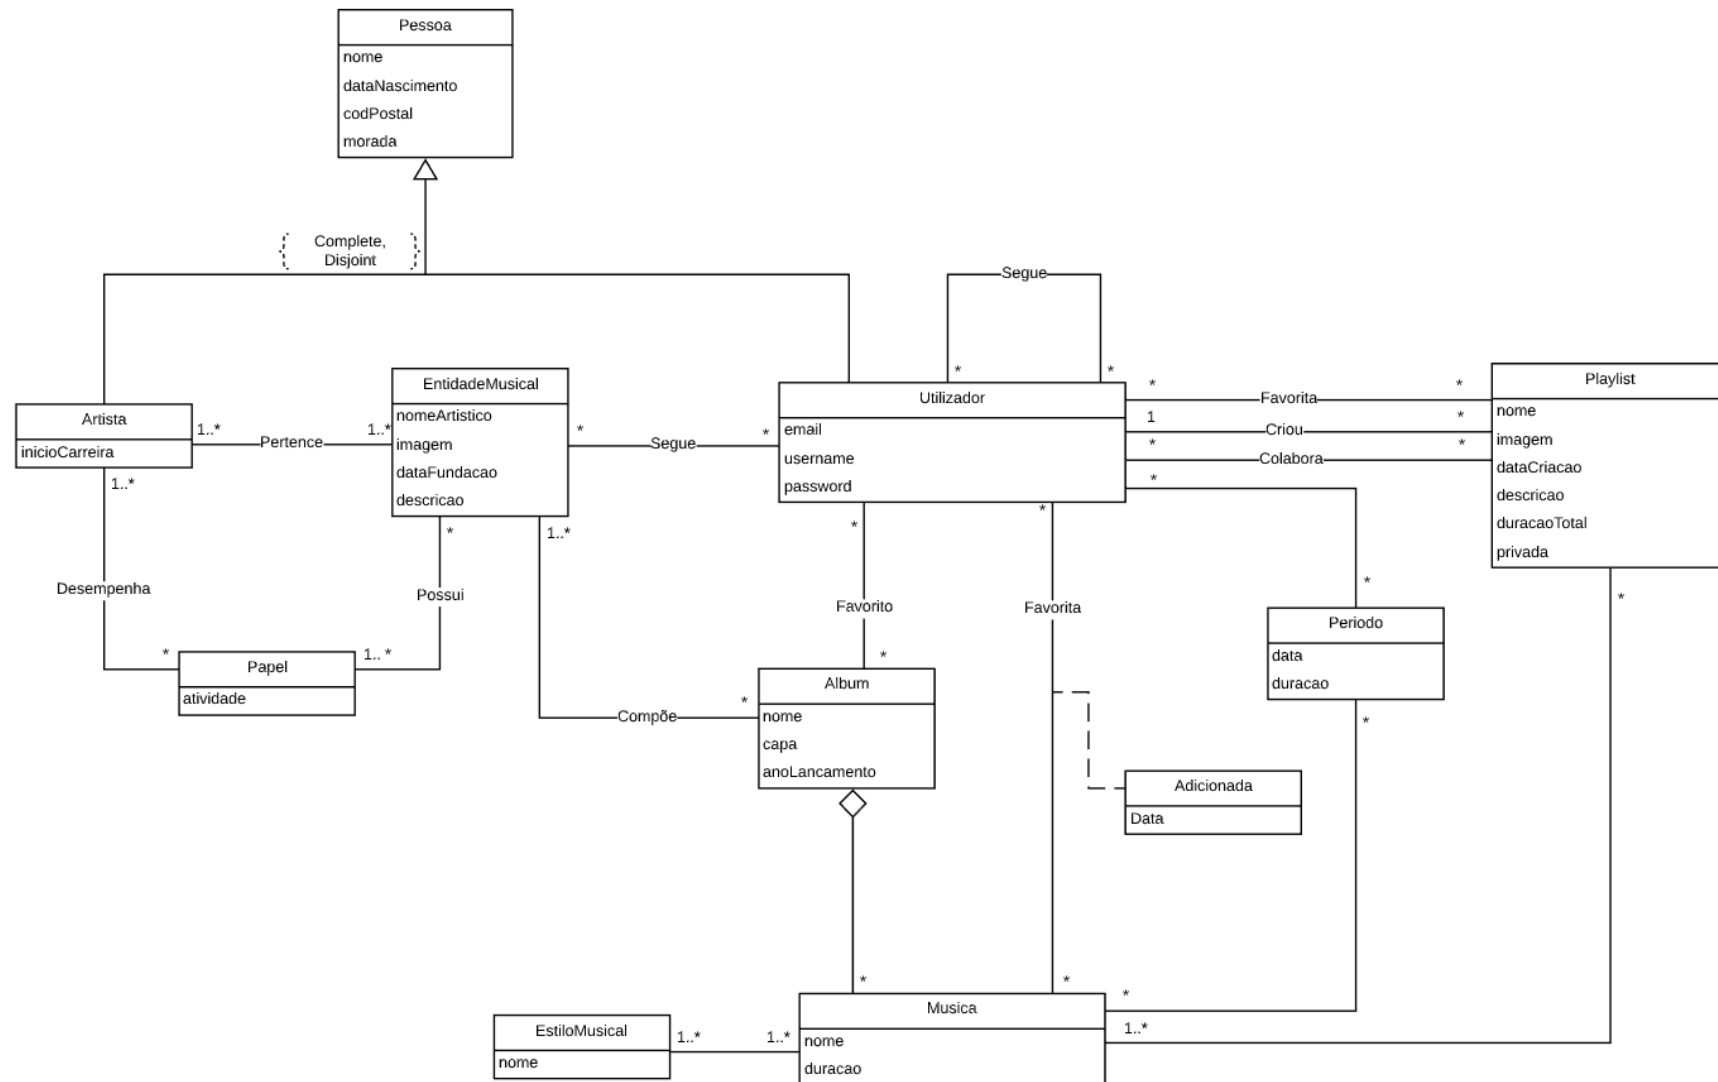 Pessoa
nome
dataNascimento
codPostal
morada
{ Complete, }
Disjoint
Segue
*
*
Artista
inicioCarreira
1..*
Pertence
1..*
1..*
EntidadeMusical
nomeArtistico
imagem
dataFundacao
descricao
*
Segue
*
Utilizador
email
username
password
*
Favorita
*
1
Criou
*
*
Colabora
*
*
Playlist
nome
imagem
dataCriacao
descricao
duracaoTotal
privada
*
1..*
*
*
Desempenha
Possui
Favorito
Favorita
*
*
Periodo
data
duracao
*
*
Papel
atividade
1.. *
*
Compõe
*
Album
nome
capa
anoLancamento
Adicionada
Data
*
*
*
1..*
EstiloMusical
nome
1..*
1..*
Musica
nome
duracao